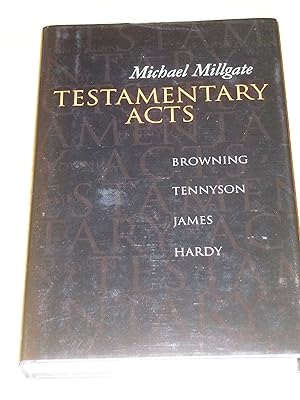 Michael Millgate
TESTAMENTARY
ACTS
BROWNING
TENNYSON
JAMES
HARDY